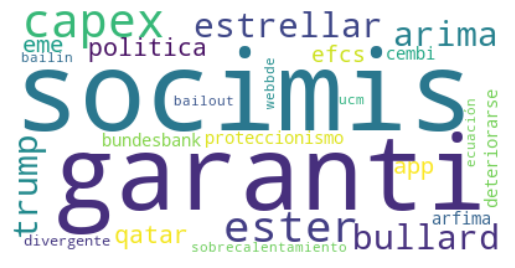 capex
estrellar
arima
eme
politica
efcs
cembi
bailin
socimis
bailout
webbde
ucm
trump
bundesbank
proteccionismo
ecuación
deteriorarse
garanti
app
arfima
ester
bullard
qatar
divergente
sobrecalentamiento